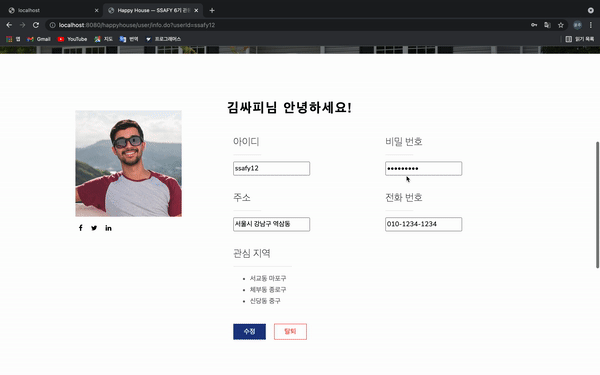 localhost
Happy House — SSAFY 6기 관
localhost:8080/happyhouse/user/info.do?userId=ssafy12
앱
Gmail
YouTube
지도
번역
프로그래머스
읽기 목록
김싸피님 안녕하세요!
아이디
비밀 번호
ssafy12
•••••••••
주소
전화 번호
서울시 강남구 역삼동
010-1234-1234
관심 지역
서교동 마포구
체부동 종로구
신당동 중구
수정
탈퇴